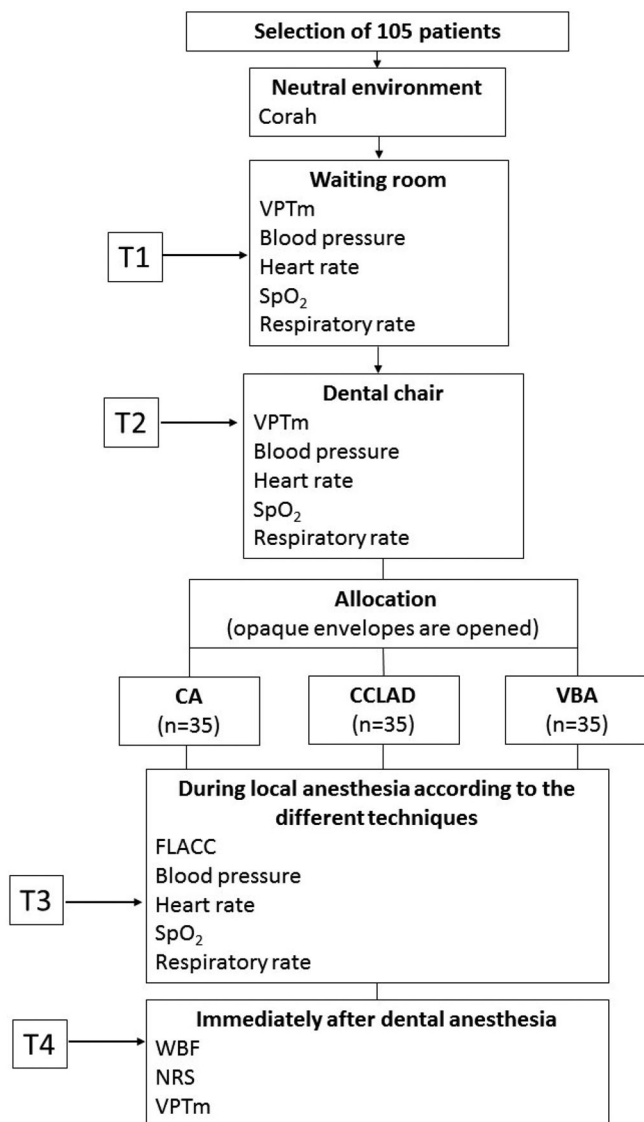 Selection of 105 patients
Neutral environment
Corah
Waiting room
VPTm
Blood pressure
Heart rate
SpO₂
Respiratory rate
T1
Dental chair
VPTm
Blood pressure
Heart rate
SpO₂
Respiratory rate
T2
Allocation
(opaque envelopes are opened)
CA
(n=35)
CCLAD
(n=35)
VBA
(n=35)
During local anesthesia according to the
different techniques
FLACC
Blood pressure
Heart rate
SpO₂
Respiratory rate
T3
Immediately after dental anesthesia
WBF
NRS
VPTm
T4